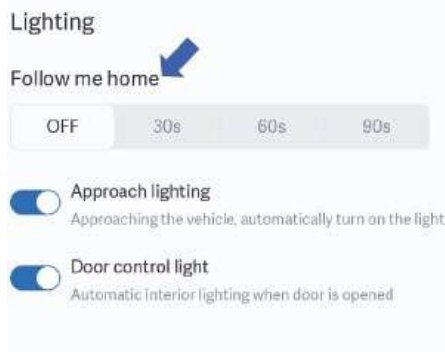 Lighting
Follow me home
OFF 30s 60s 90s
Approach lighting
Approaching the vehicle, automatically turn on the light
Door control light
Automatic interior lighting when door is opened